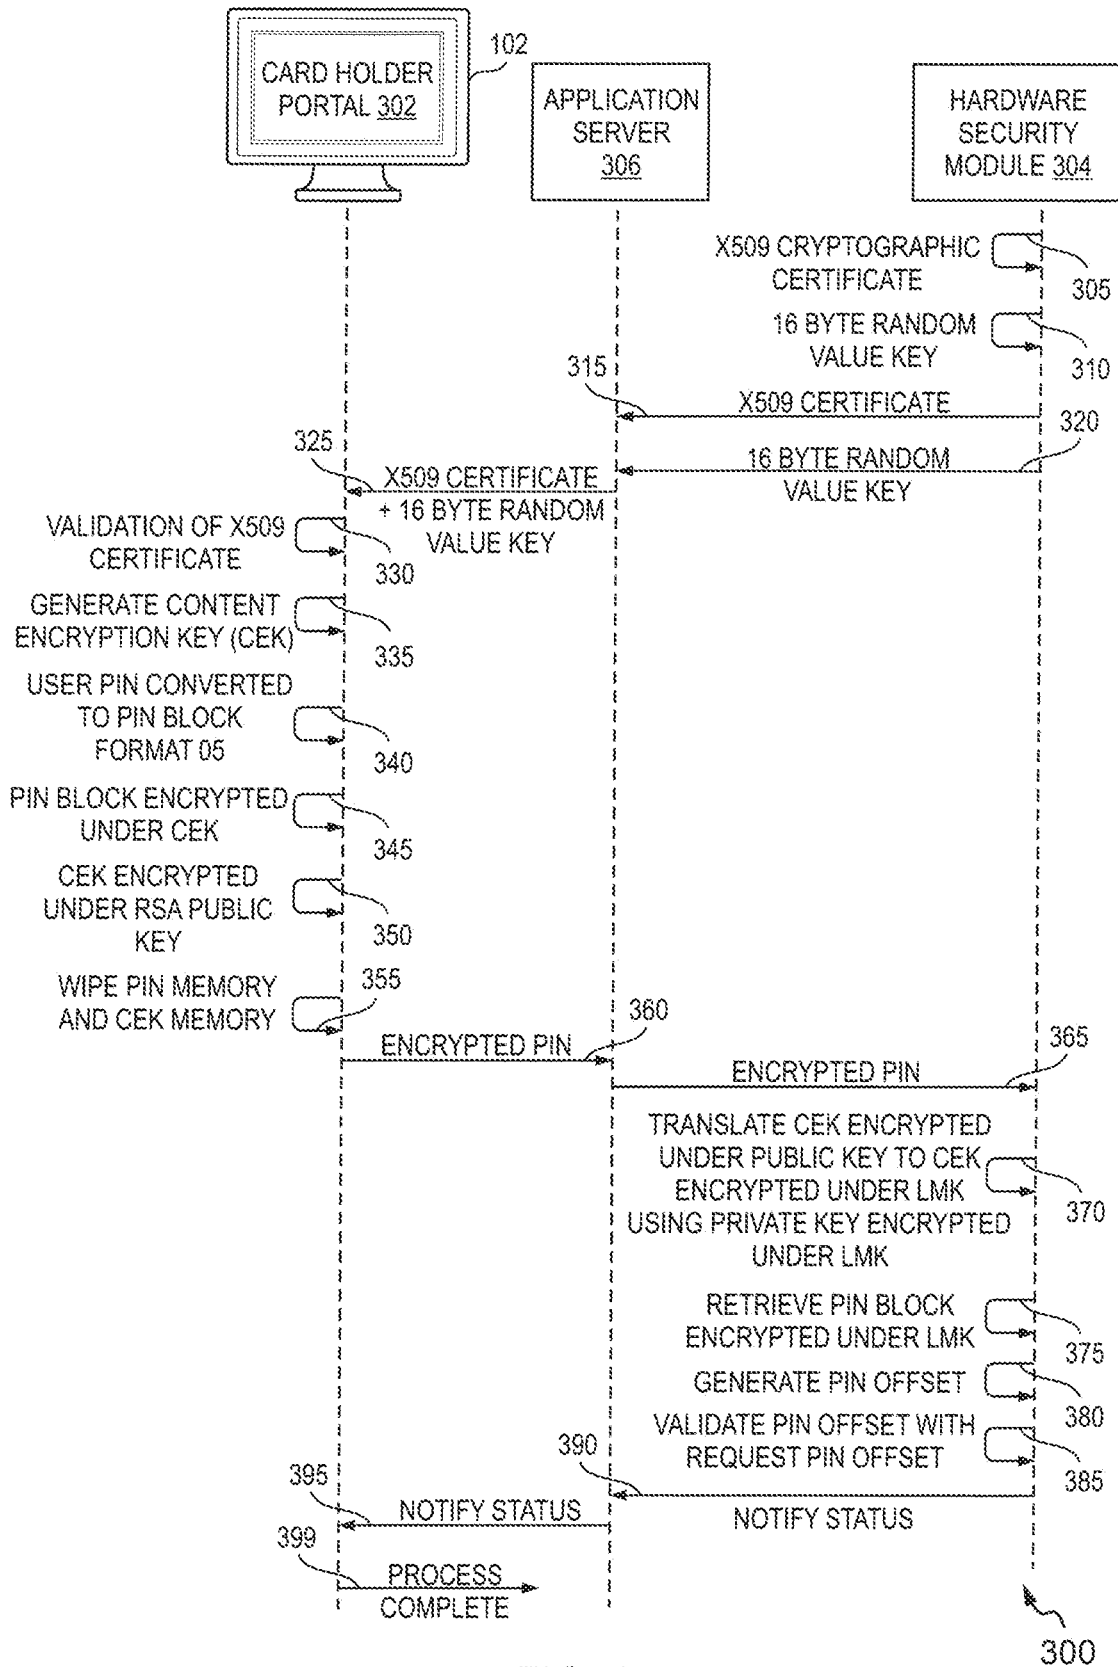 CARD HOLDER
PORTAL 302
102
APPLICATION
SERVER
306
HARDWARE
SECURITY
MODULE 304
X509 CRYPTOGRAPHIC
CERTIFICATE
305
16 BYTE RANDOM
VALUE KEY
310
315
X509 CERTIFICATE
320
16 BYTE RANDOM
VALUE KEY
325
X509 CERTIFICATE
+ 16 BYTE RANDOM
VALUE KEY
VALIDATION OF X509
CERTIFICATE
330
GENERATE CONTENT
ENCRYPTION KEY (CEK)
335
USER PIN CONVERTED
TO PIN BLOCK
FORMAT 05
340
PIN BLOCK ENCRYPTED
UNDER CEK
345
CEK ENCRYPTED
UNDER RSA PUBLIC
KEY
350
WIPE PIN MEMORY
AND CEK MEMORY
355
ENCRYPTED PIN
360
ENCRYPTED PIN
365
TRANSLATE CEK ENCRYPTED
UNDER PUBLIC KEY TO CEK
ENCRYPTED UNDER LMK
USING PRIVATE KEY ENCRYPTED
UNDER LMK
370
RETRIEVE PIN BLOCK
ENCRYPTED UNDER LMK
375
GENERATE PIN OFFSET
380
VALIDATE PIN OFFSET WITH
REQUEST PIN OFFSET
385
390
NOTIFY STATUS
395
NOTIFY STATUS
399
PROCESS
COMPLETE
300